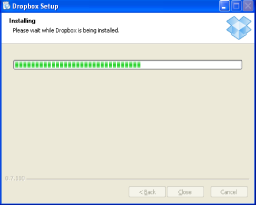 Dropbox Setup
Installing
Please wait while Dropbox is being installed.
< Back
Close
Cancel